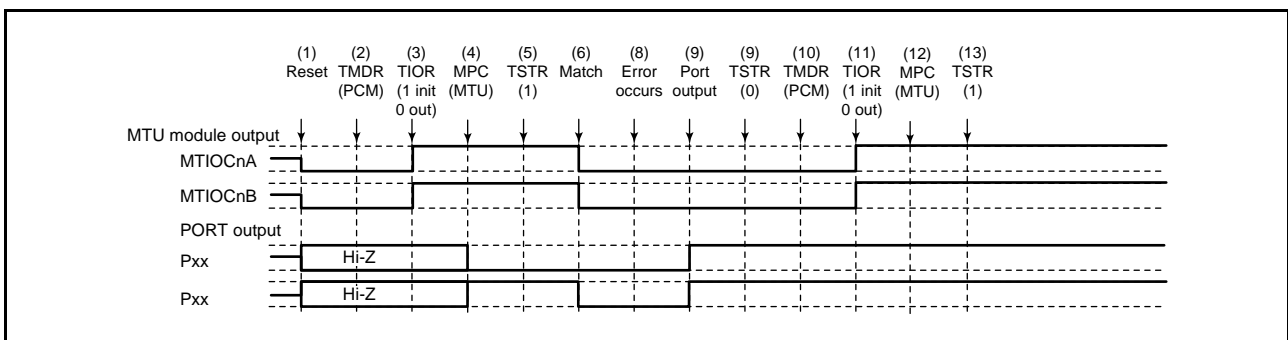 (1) (2) (3) (4) (5) (6) (8) (9) (9) (10) (11) (12) (13)
Reset TMDR TIOR MPC TSTR Match Error Port TSTR TMDR TIOR MPC TSTR
(PCM) (1 init (MTU) (1) occurs output (0) (PCM) (1 init (MTU) (1)
0 out) 0 out)
MTU module output
MTIOCnA
MTIOCnB
PORT output
Pxx Hi-Z
Pxx Hi-Z